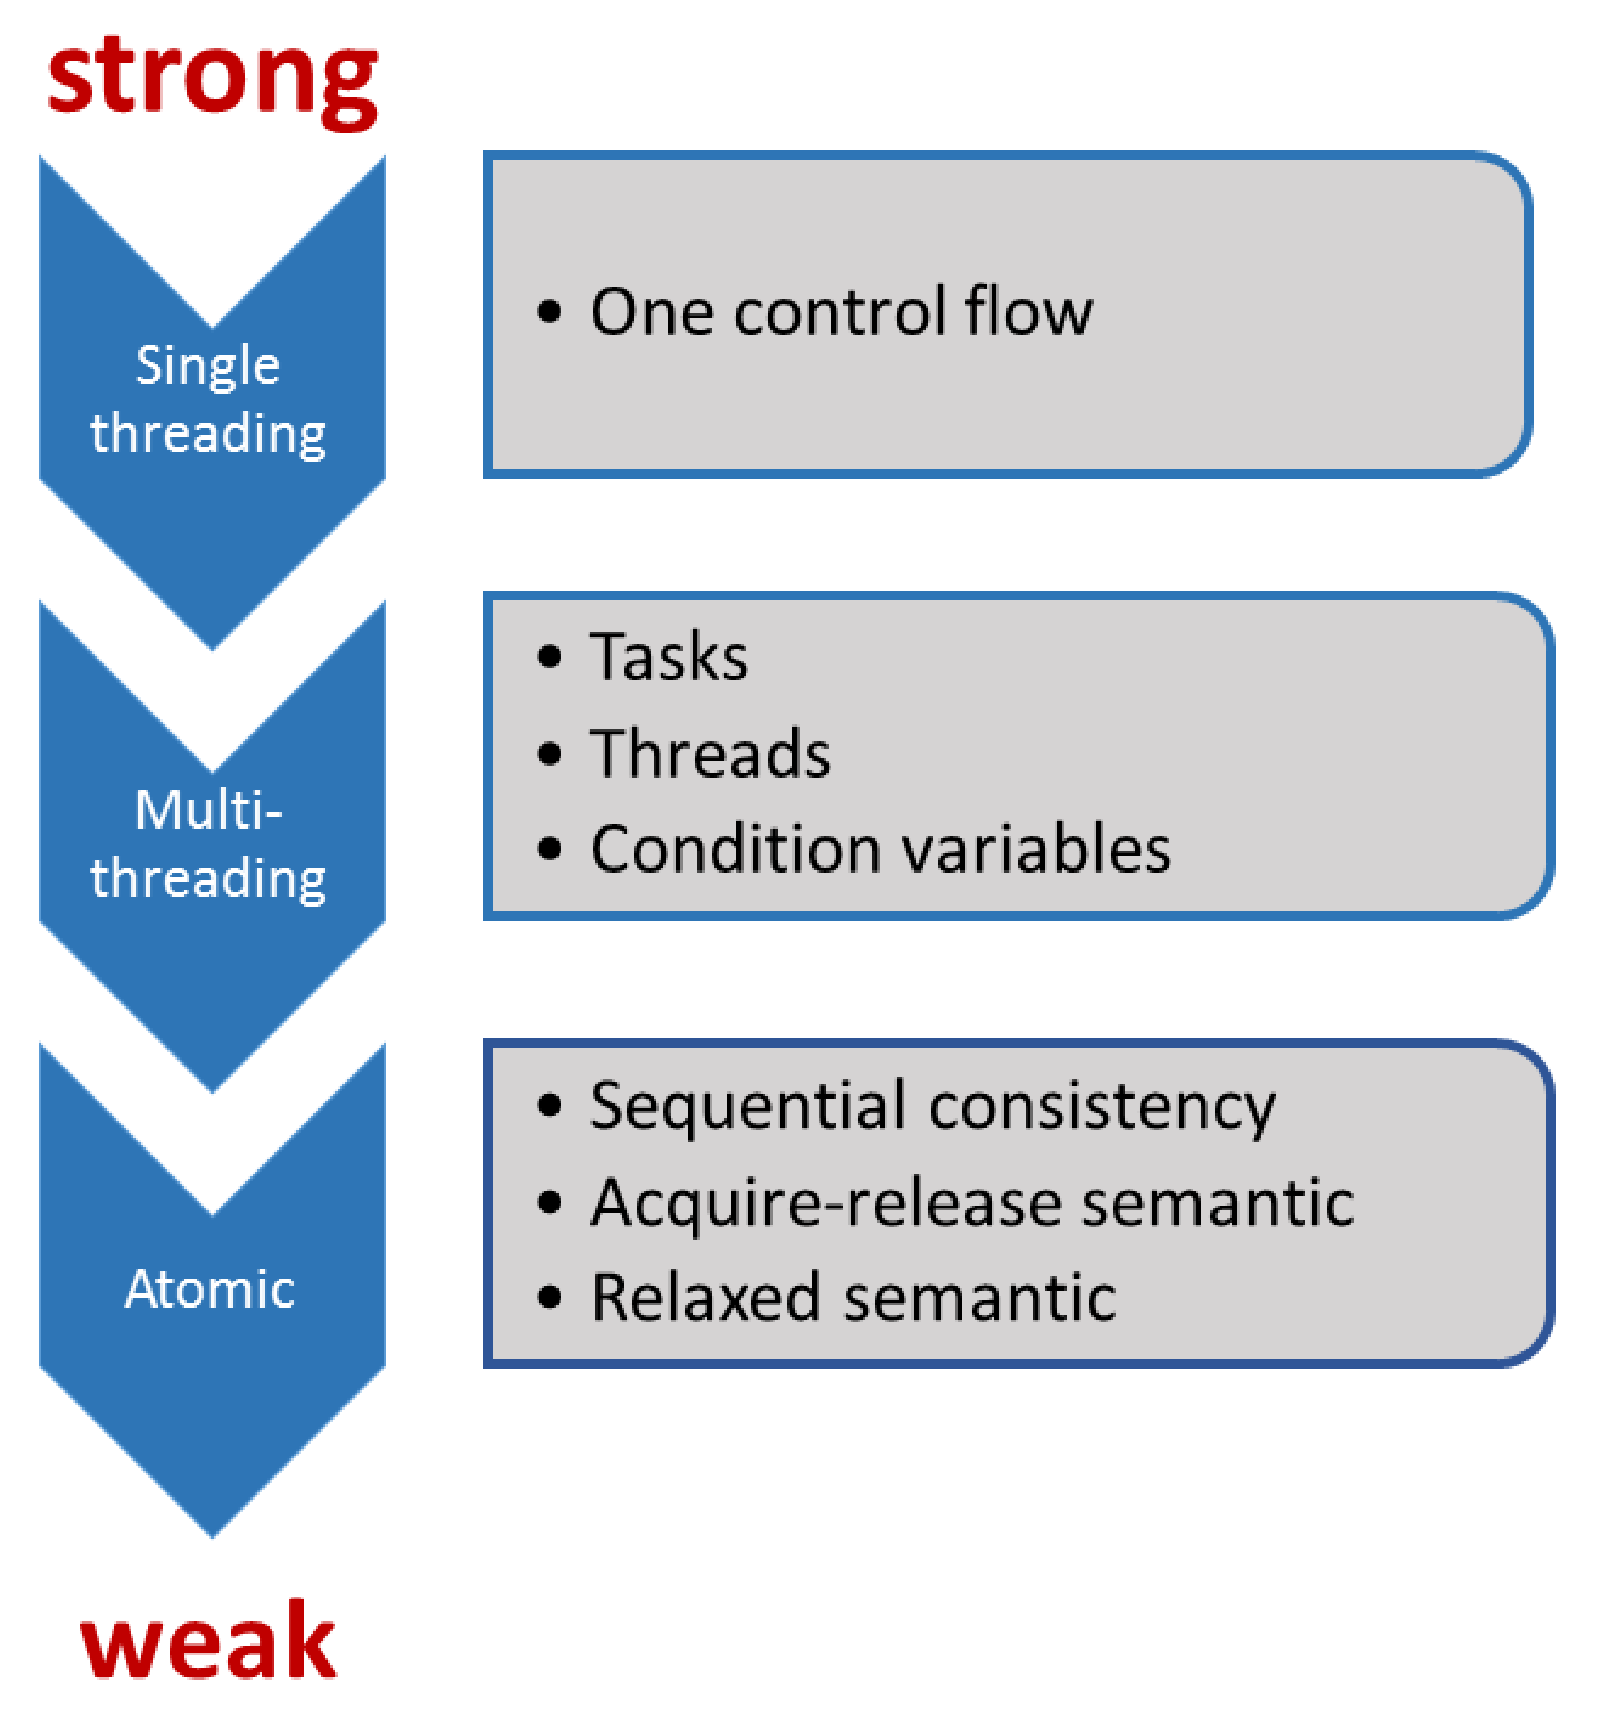 strong
Single
threading
• One control flow
Multi-
threading
• Tasks
• Threads
• Condition variables
Atomic
• Sequential consistency
• Acquire-release semantic
• Relaxed semantic
weak